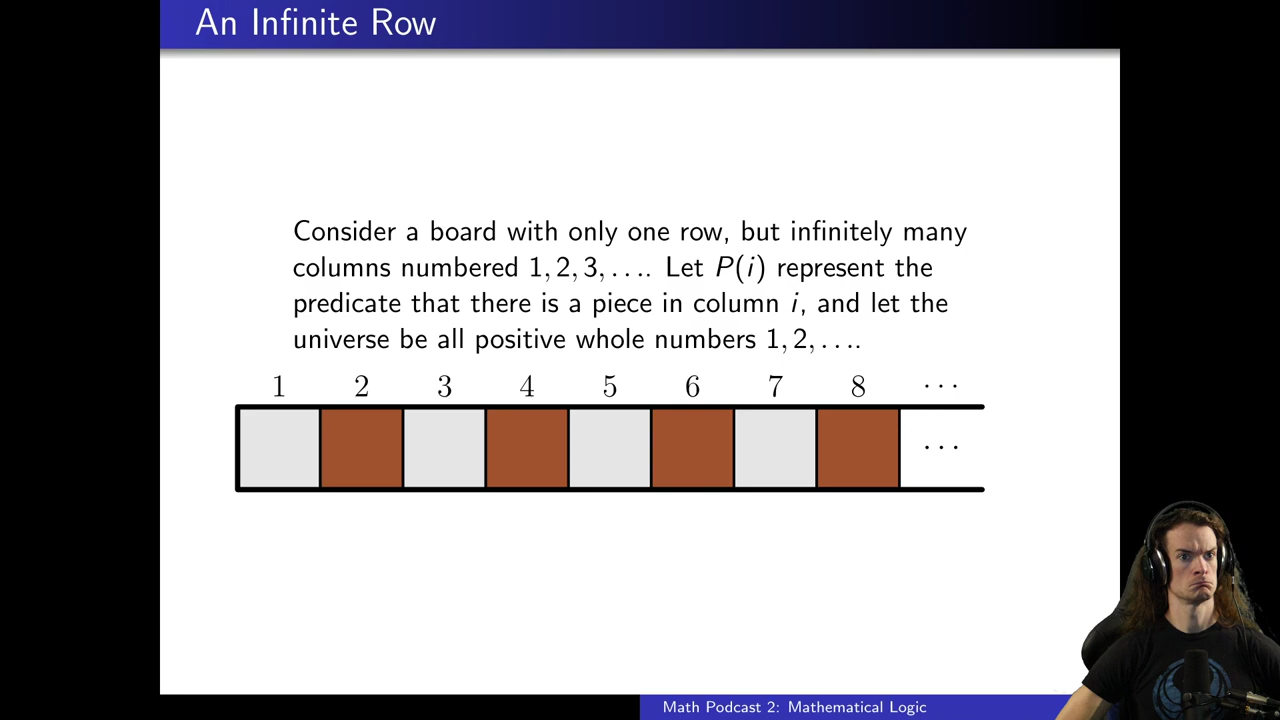 An Infinite Row
Consider a board with only one row, but infinitely many
columns numbered 1, 2, 3, . . .. Let P(i) represent the
predicate that there is a piece in column i, and let the
universe be all positive whole numbers 1, 2, . . ..
1 2 3 4 5 6 7 8 · · ·
· · ·
Math Podcast 2: Mathematical Logic